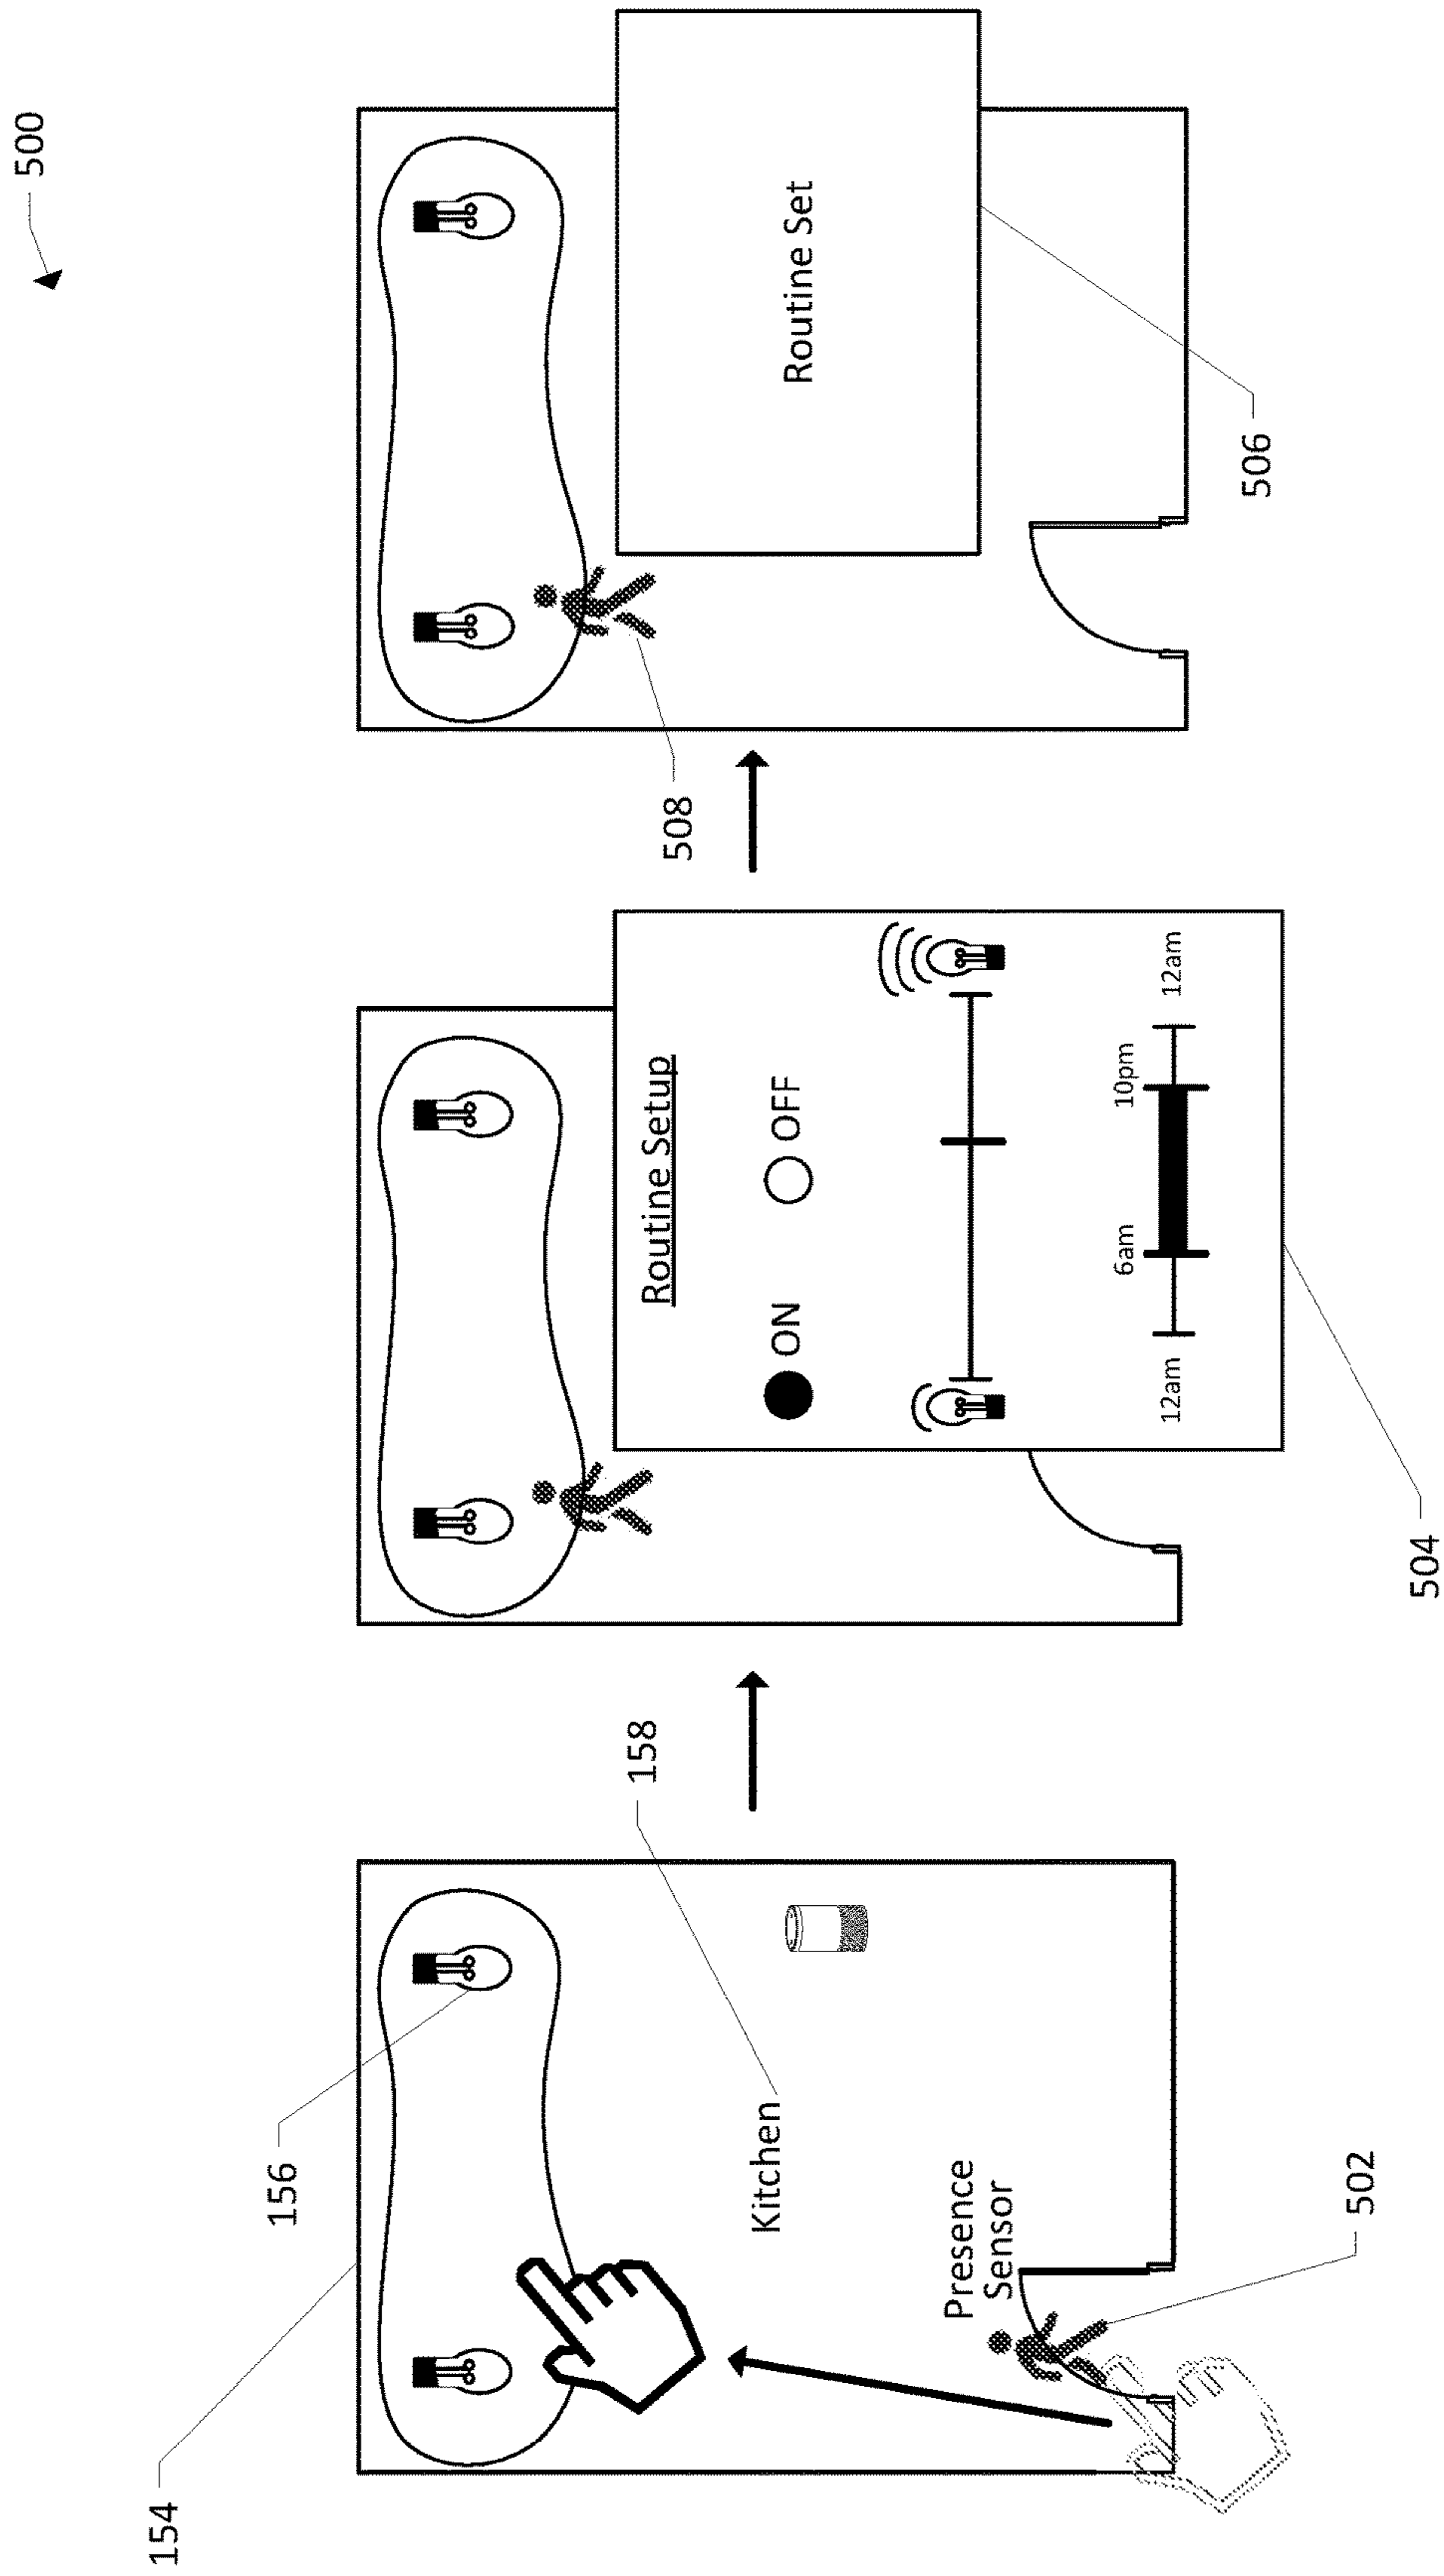 500
154
156
Kitchen
158
Presence
Sensor
502
Routine Setup
ON
OFF
12am
6am
10pm
12am
504
508
Routine Set
506